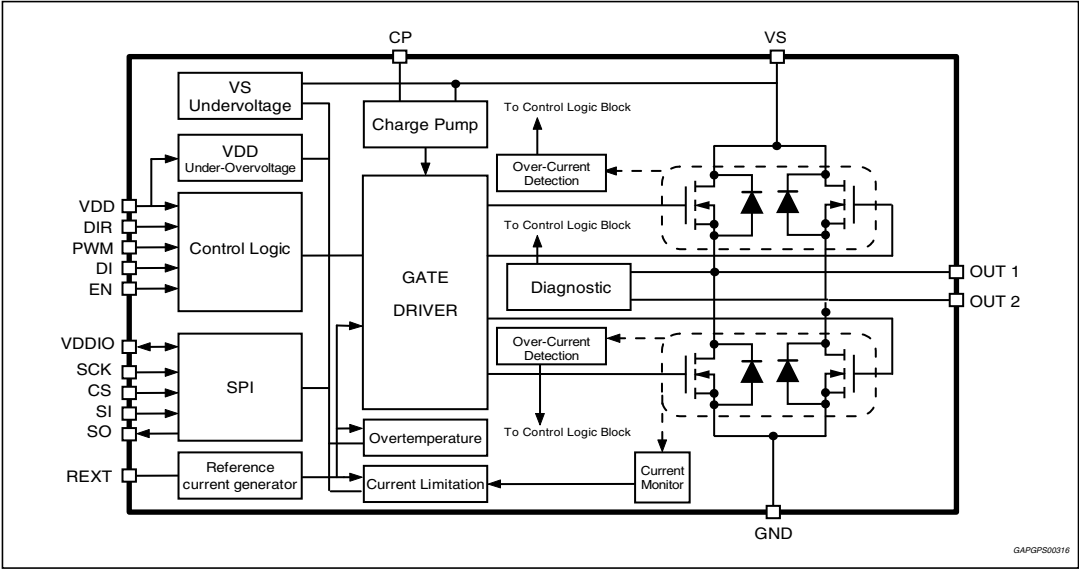 CP
VS
VS
Undervoltage
Charge Pump
To Control Logic Block
VDD
Under-Overvoltage
Over-Current
Detection
VDD
DIR
PWM
DI
EN
Control Logic
GATE
DRIVER
To Control Logic Block
Diagnostic
OUT 1
OUT 2
VDDIO
SCK
CS
SI
SO
SPI
Over-Current
Detection
To Control Logic Block
Overtemperature
REXT
Reference
current generator
Current Limitation
Current
Monitor
GND
GAPGPS00316